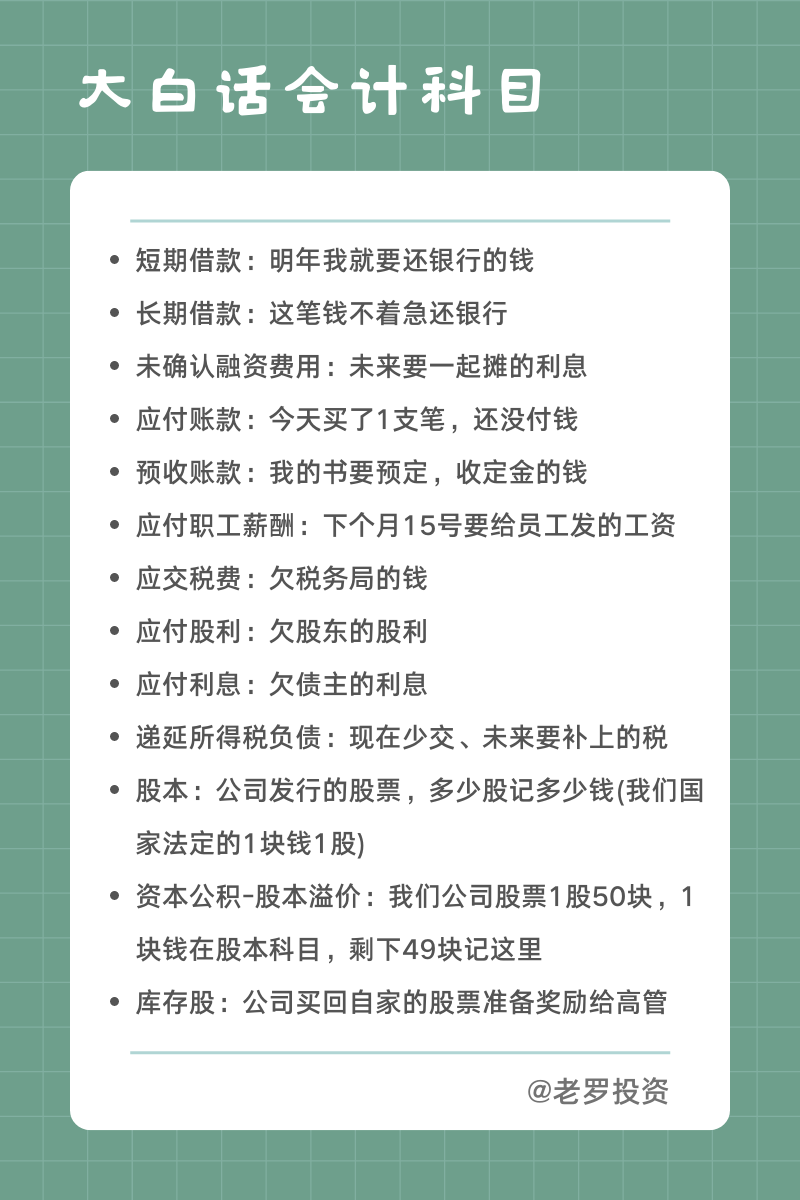 大白话会计科目
• 短期借款：明年我就要还银行的钱
• 长期借款：这笔钱不着急还银行
• 未确认融资费用：未来要一起摊的利息
• 应付账款：今天买了1支笔，还没付钱
• 预收账款：我的书要预定，收定金的钱
• 应付职工薪酬：下个月15号要给员工发的工资
• 应交税费：欠税务局的钱
• 应付股利：欠股东的股利
• 应付利息：欠债主的利息
• 递延所得税负债：现在少交、未来要补上的税
• 股本：公司发行的股票，多少股记多少钱(我们国
家法定的1块钱1股)
• 资本公积-股本溢价：我们公司股票1股50块，1
块钱在股本科目，剩下49块记这里
• 库存股：公司买回自家的股票准备奖励给高管
@老罗投资